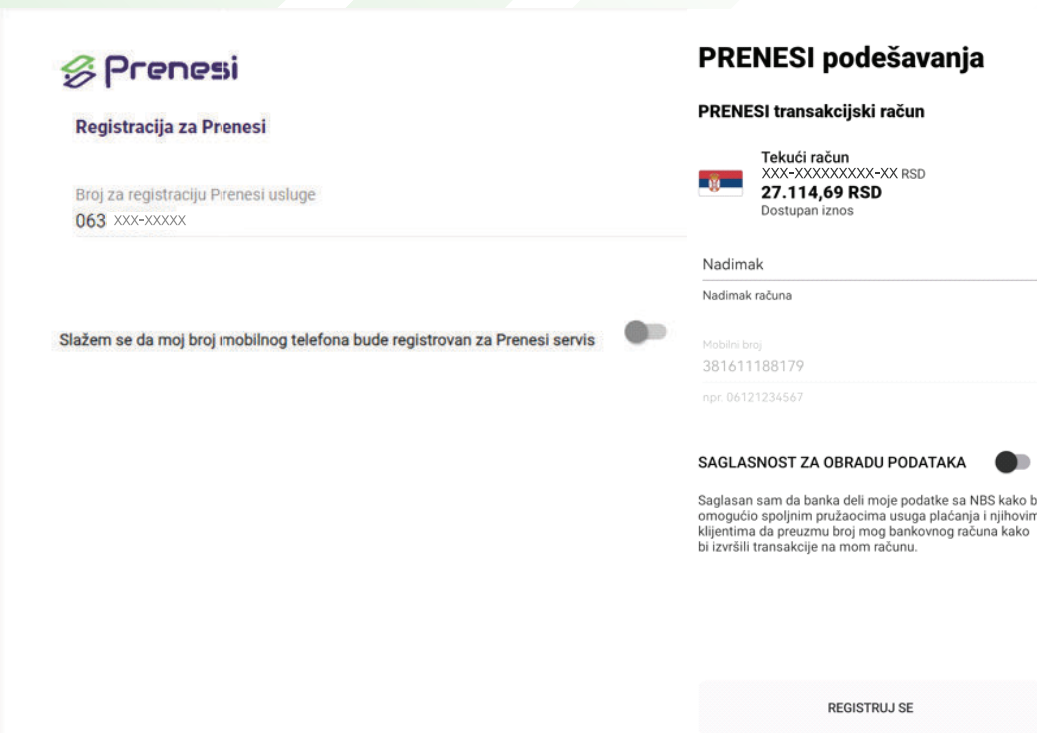 Prenesi
Registracija za Prenesi
Broj za registraciju Prenesi usluge
063 XXX-XXXXX
Slažem se da moj broj mobilnog telefona bude registrovan za Prenesi servis
PRENESI podešavanja
PRENESI transakcijski račun
Tekući račun
XXX-XXXXXXXXX-XX RSD
27.114,69 RSD
Dostupan iznos
Nadimak
Nadimak računa
Mobilni broj
381611188179
npr. 06121234567
SAGLASNOST ZA OBRADU PODATAKA
Saglasan sam da banka deli moje podatke sa NBS kako b
omogućio spoljnim pružaocima usuga plaćanja i njihovim
klijentima da preuzmu broj mog bankovnog računa kako
bi izvršili transakcije na mom računu.
REGISTRUJ SE